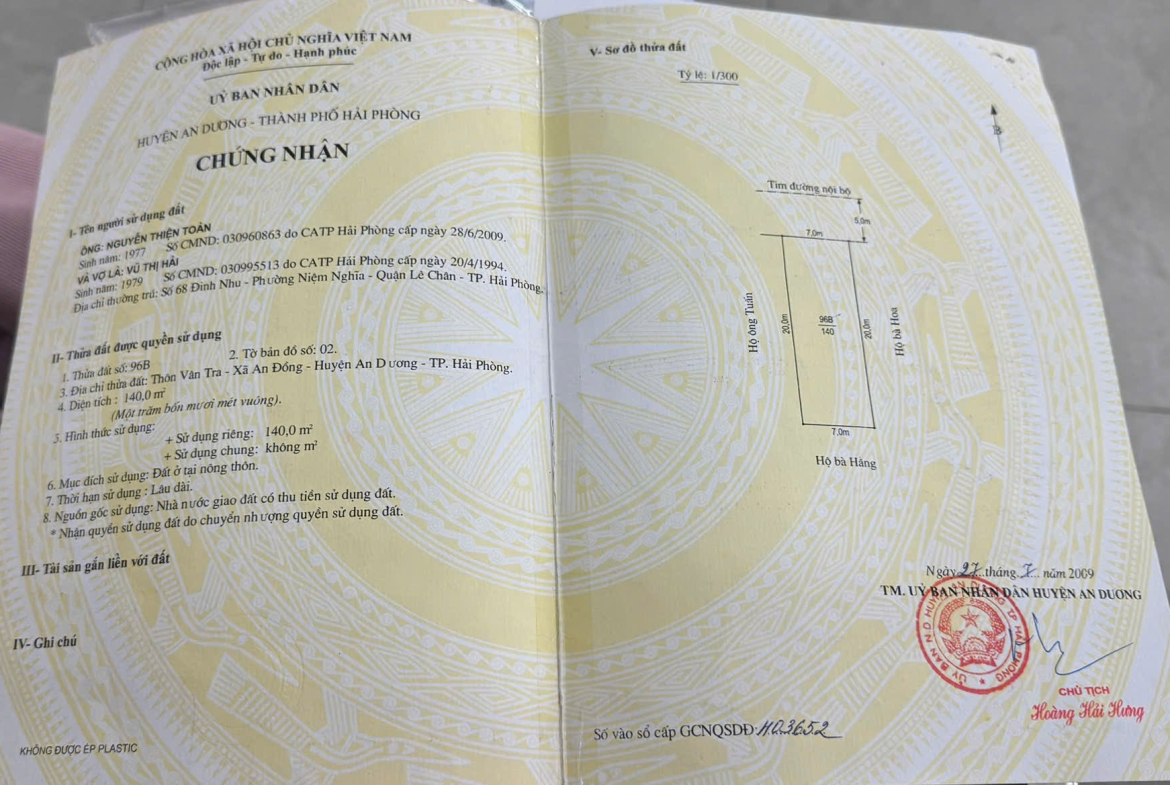 CỘNG HÒA XÃ HỘI CHỦ NGHĨA VIỆT NAM
Độc lập - Tự do - Hạnh phúc
UỶ BAN NHÂN DÂN
HUYỆN AN DƯƠNG - THÀNH PHỐ HẢI PHÒNG
CHỨNG NHẬN
I- Tên người sử dụng đất
ÔNG: NGUYỄN THIỆN TOẢN
Sinh năm: 1977 Số CMND: 030960863 do CATP Hải Phòng cấp ngày 28/6/2009.
VÀ VỢ LÀ: VŨ THỊ HẢI
Sinh năm: 1979 Số CMND: 030995513 do CATP Hải Phòng cấp ngày 20/4/1994.
Địa chỉ thường trú: Số 68 Đinh Nhu - Phường Niệm Nghĩa - Quận Lê Chân - TP. Hải Phòng.
II- Thửa đất được quyền sử dụng
1. Thửa đất số: 96B 2. Tờ bản đồ số: 02.
3. Địa chỉ thửa đất: Thôn Vân Tra - Xã An Đồng - Huyện An Dương - TP. Hải Phòng.
4. Diện tích : 140,0 m²
(Một trăm bốn mươi mét vuông).
5. Hình thức sử dụng:
+ Sử dụng riêng: 140,0 m²
+ Sử dụng chung: không m²
6. Mục đích sử dụng: Đất ở tại nông thôn.
7. Thời hạn sử dụng : Lâu dài.
8. Nguồn gốc sử dụng: Nhà nước giao đất có thu tiền sử dụng đất.
* Nhận quyền sử dụng đất do chuyển nhượng quyền sử dụng đất.
III- Tài sản gắn liền với đất
IV- Ghi chú
KHÔNG ĐƯỢC ÉP PLASTIC
V- Sơ đồ thửa đất
Tỷ lệ: 1/300
B
Tim đường nội bộ
5,0m
7,0m
Hộ ông Tuấn
20,0m
96B
140
20,0m
Hộ bà Hoa
7,0m
Hộ bà Hằng
Ngày 27 tháng 7 năm 2009
TM. UỶ BAN NHÂN DÂN HUYỆN AN DƯƠNG
CHỦ TỊCH
Hoàng Hải Hưng
Số vào sổ cấp GCNQSDĐ: H03652